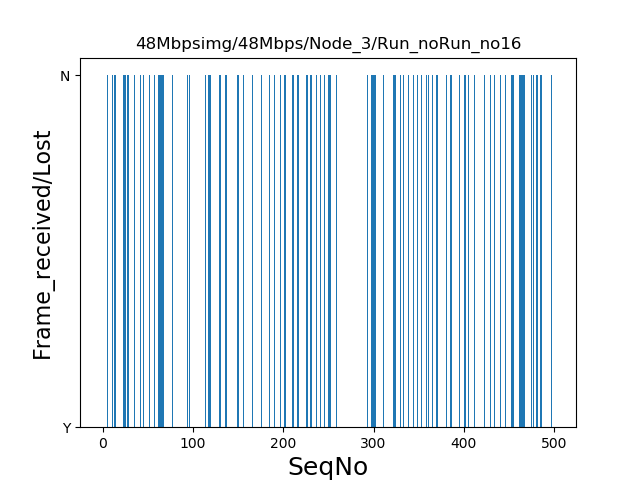 48Mbpsimg/48Mbps/Node_3/Run_noRun_no16
N
Frame_received/Lost
Y
0 100 200 300 400 500
SeqNo